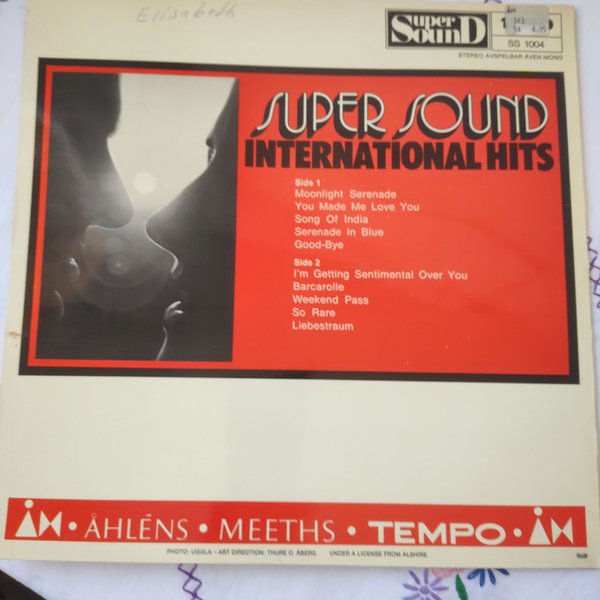 Elisabeth
Super
Sound
SS 1004
STEREO AVSPELBAR ÄVEN MONO
SUPER SOUND
INTERNATIONAL HITS
Side 1
Moonlight Serenade
You Made Me Love You
Song Of India
Serenade In Blue
Good-Bye
Side 2
I'm Getting Sentimental Over You
Barcarolle
Weekend Pass
So Rare
Liebestraum
ÅHLÉNS • MEETHS • TEMPO •
PHOTO: UGGLA – ART DIRECTION: THURE O. ÅBERG UNDER A LICENSE FROM ALSHIRE